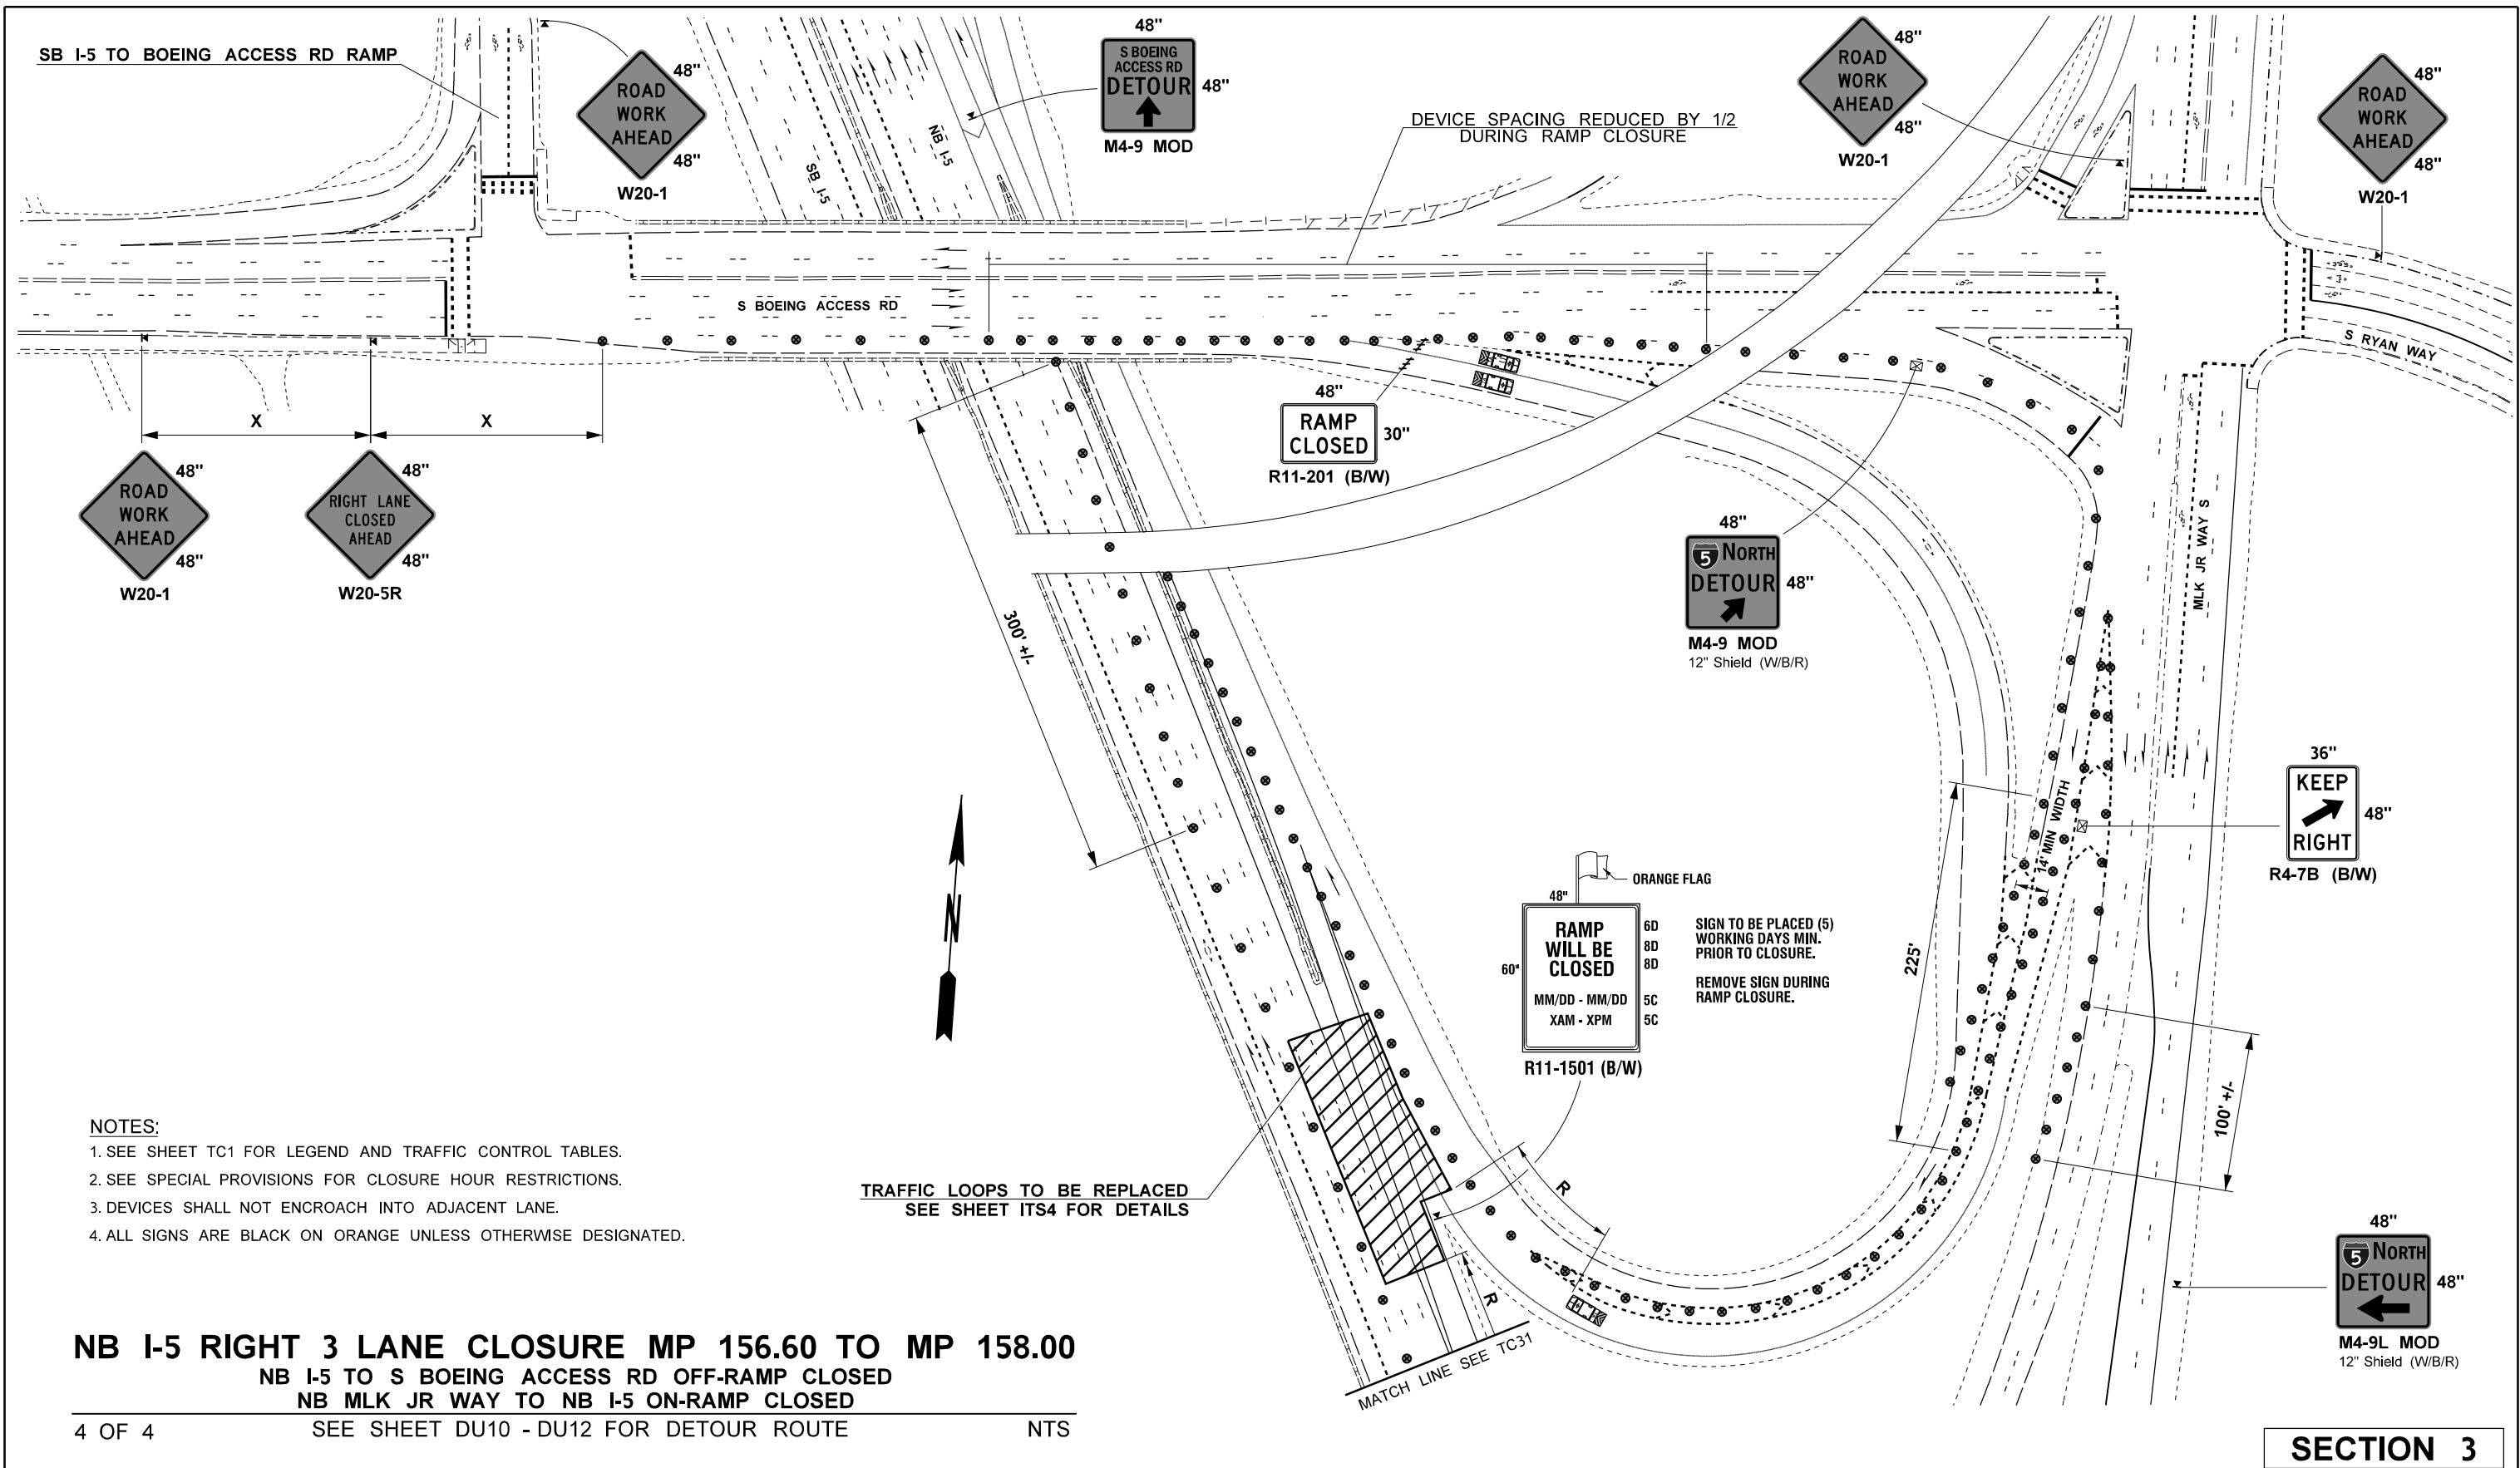 SB I-5 TO BOEING ACCESS RD RAMP
ROAD
WORK
AHEAD
48"
48"
W20-1
SB I-5
NB I-5
48"
S BOEING
ACCESS RD
DETOUR
48"
M4-9 MOD
DEVICE SPACING REDUCED BY 1/2
DURING RAMP CLOSURE
ROAD
WORK
AHEAD
48"
48"
W20-1
ROAD
WORK
AHEAD
48"
48"
W20-1
S BOEING ACCESS RD
S RYAN WAY
X
X
ROAD
WORK
AHEAD
48"
48"
W20-1
RIGHT LANE
CLOSED
AHEAD
48"
48"
W20-5R
48"
RAMP
CLOSED
30"
R11-201 (B/W)
300' +/-
48"
5 NORTH
DETOUR
48"
M4-9 MOD
12" Shield (W/B/R)
MLK JR WAY S
14' MIN WIDTH
36"
KEEP
RIGHT
48"
R4-7B (B/W)
225'
N
ORANGE FLAG
48"
60"
RAMP
WILL BE
CLOSED
MM/DD - MM/DD
XAM - XPM
6D
8D
8D
5C
5C
R11-1501 (B/W)
SIGN TO BE PLACED (5)
WORKING DAYS MIN.
PRIOR TO CLOSURE.
REMOVE SIGN DURING
RAMP CLOSURE.
100' +/-
R
R
TRAFFIC LOOPS TO BE REPLACED
SEE SHEET ITS4 FOR DETAILS
MATCH LINE SEE TC31
48"
5 NORTH
DETOUR
48"
M4-9L MOD
12" Shield (W/B/R)
NOTES:
1. SEE SHEET TC1 FOR LEGEND AND TRAFFIC CONTROL TABLES.
2. SEE SPECIAL PROVISIONS FOR CLOSURE HOUR RESTRICTIONS.
3. DEVICES SHALL NOT ENCROACH INTO ADJACENT LANE.
4. ALL SIGNS ARE BLACK ON ORANGE UNLESS OTHERWISE DESIGNATED.
NB I-5 RIGHT 3 LANE CLOSURE MP 156.60 TO MP 158.00
NB I-5 TO S BOEING ACCESS RD OFF-RAMP CLOSED
NB MLK JR WAY TO NB I-5 ON-RAMP CLOSED
4 OF 4 SEE SHEET DU10 - DU12 FOR DETOUR ROUTE NTS
SECTION 3